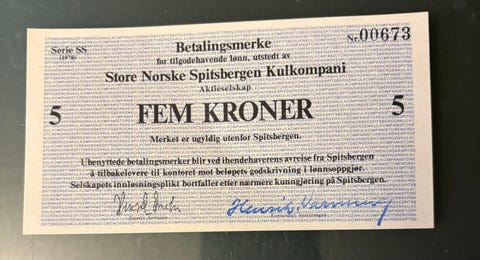 Serie SS
(1978)
Betalingsmerke
Nr. 00673
for tilgodehavende lønn, utstedt av
Store Norske Spitsbergen Kulkompani
Aktieselskap
5 FEM KRONER 5
Merket er ugyldig utenfor Spitsbergen.
Ubenyttede betalingsmerker blir ved ihendehaverens avreise fra Spitsbergen
å tilbakelevere til kontoret mot beløpets godskrivning i lønnsoppgjør.
Selskapets innløsningsplikt bortfaller etter nærmere kunngjøring på Spitsbergen.